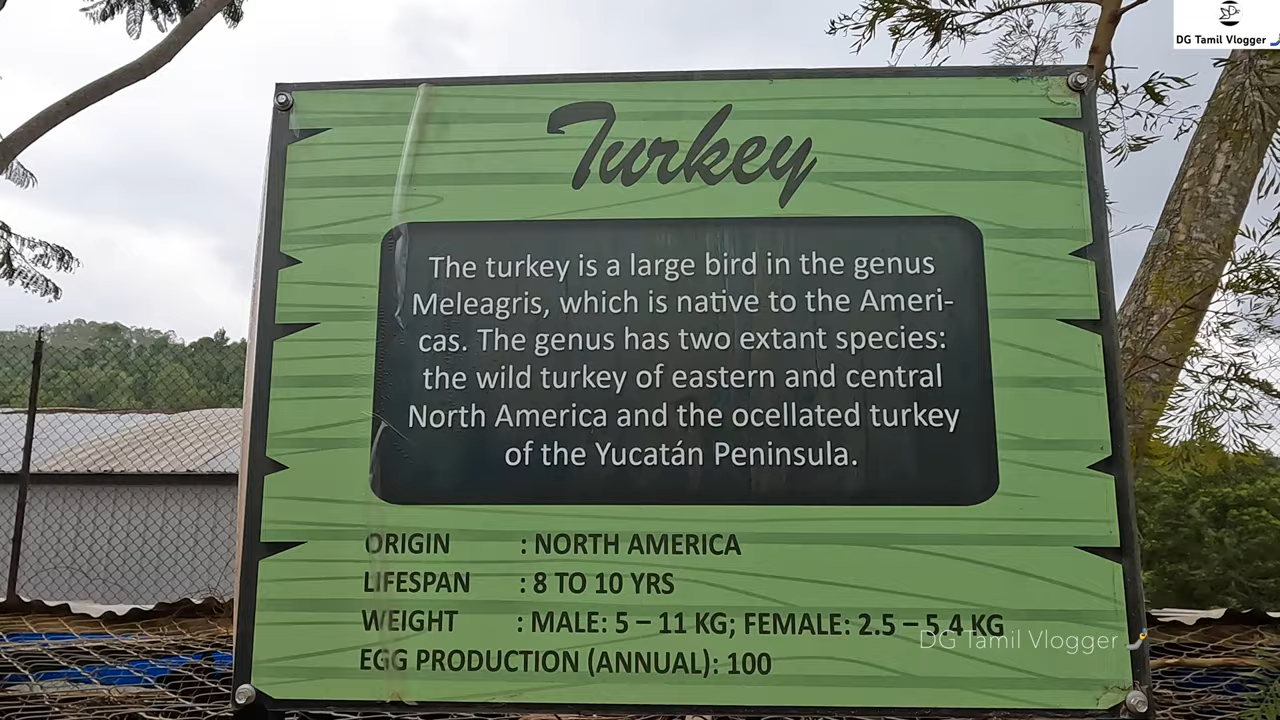 DG Tamil Vlogger
Turkey
The turkey is a large bird in the genus
Meleagris, which is native to the Ameri-
cas. The genus has two extant species:
the wild turkey of eastern and central
North America and the ocellated turkey
of the Yucatán Peninsula.
ORIGIN : NORTH AMERICA
LIFESPAN : 8 TO 10 YRS
WEIGHT : MALE: 5 – 11 KG; FEMALE: 2.5 – 5.4 KG
DG Tamil Vlogger
EGG PRODUCTION (ANNUAL): 100